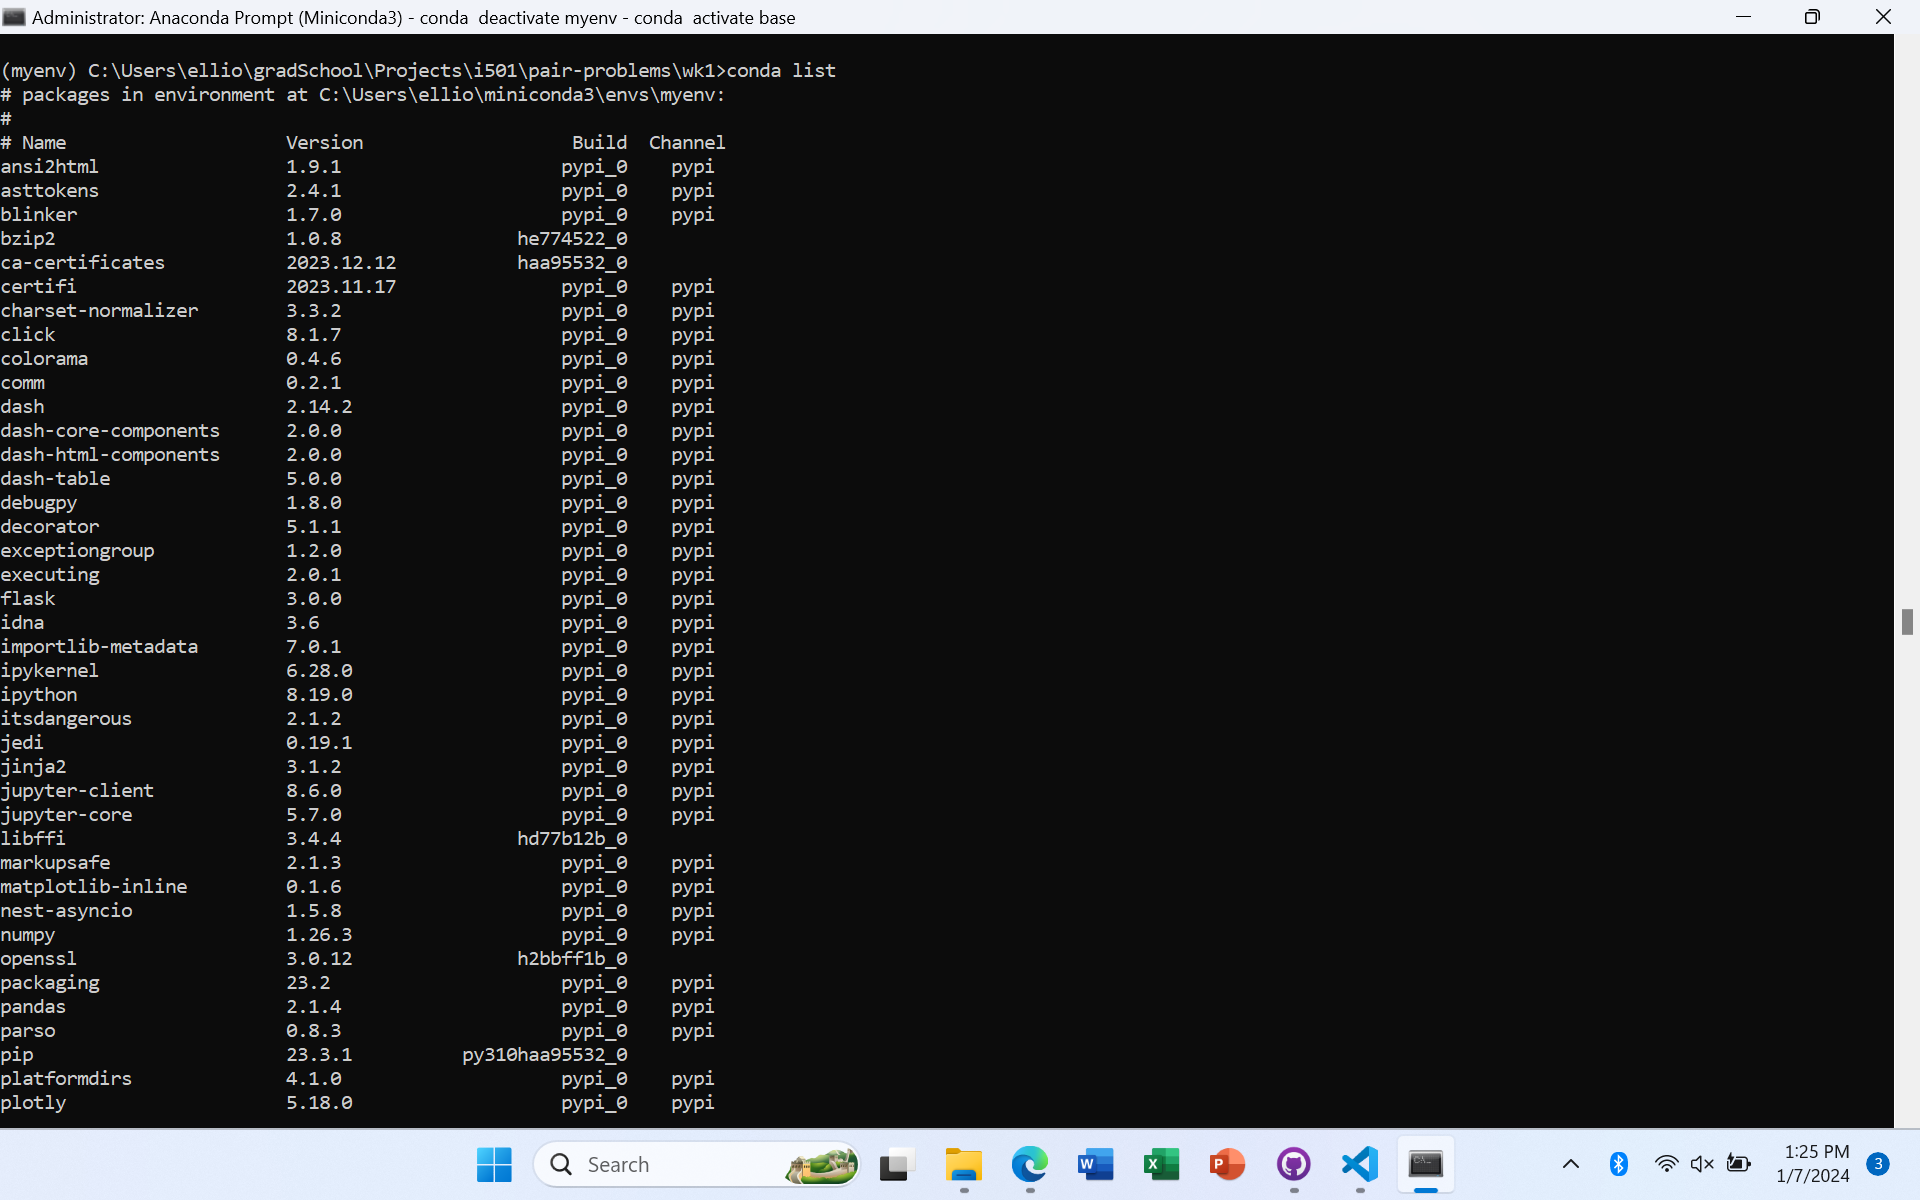 Administrator: Anaconda Prompt (Miniconda3) - conda  deactivate myenv - conda  activate base
(myenv) C:\Users\ellio\gradSchool\Projects\i501\pair-problems\wk1>conda list
# packages in environment at C:\Users\ellio\miniconda3\envs\myenv:
#
# Name                    Version                   Build  Channel
ansi2html                 1.9.1                    pypi_0    pypi
asttokens                 2.4.1                    pypi_0    pypi
blinker                   1.7.0                    pypi_0    pypi
bzip2                     1.0.8                he774522_0
ca-certificates           2023.12.12           haa95532_0
certifi                   2023.11.17               pypi_0    pypi
charset-normalizer        3.3.2                    pypi_0    pypi
click                     8.1.7                    pypi_0    pypi
colorama                  0.4.6                    pypi_0    pypi
comm                      0.2.1                    pypi_0    pypi
dash                      2.14.2                   pypi_0    pypi
dash-core-components      2.0.0                    pypi_0    pypi
dash-html-components      2.0.0                    pypi_0    pypi
dash-table                5.0.0                    pypi_0    pypi
debugpy                   1.8.0                    pypi_0    pypi
decorator                 5.1.1                    pypi_0    pypi
exceptiongroup            1.2.0                    pypi_0    pypi
executing                 2.0.1                    pypi_0    pypi
flask                     3.0.0                    pypi_0    pypi
idna                      3.6                      pypi_0    pypi
importlib-metadata        7.0.1                    pypi_0    pypi
ipykernel                 6.28.0                   pypi_0    pypi
ipython                   8.19.0                   pypi_0    pypi
itsdangerous              2.1.2                    pypi_0    pypi
jedi                      0.19.1                   pypi_0    pypi
jinja2                    3.1.2                    pypi_0    pypi
jupyter-client            8.6.0                    pypi_0    pypi
jupyter-core              5.7.0                    pypi_0    pypi
libffi                    3.4.4                hd77b12b_0
markupsafe                2.1.3                    pypi_0    pypi
matplotlib-inline         0.1.6                    pypi_0    pypi
nest-asyncio              1.5.8                    pypi_0    pypi
numpy                     1.26.3                   pypi_0    pypi
openssl                   3.0.12               h2bbff1b_0
packaging                 23.2                     pypi_0    pypi
pandas                    2.1.4                    pypi_0    pypi
parso                     0.8.3                    pypi_0    pypi
pip                       23.3.1          py310haa95532_0
platformdirs              4.1.0                    pypi_0    pypi
plotly                    5.18.0                   pypi_0    pypi
Search
1:25 PM
1/7/2024
3